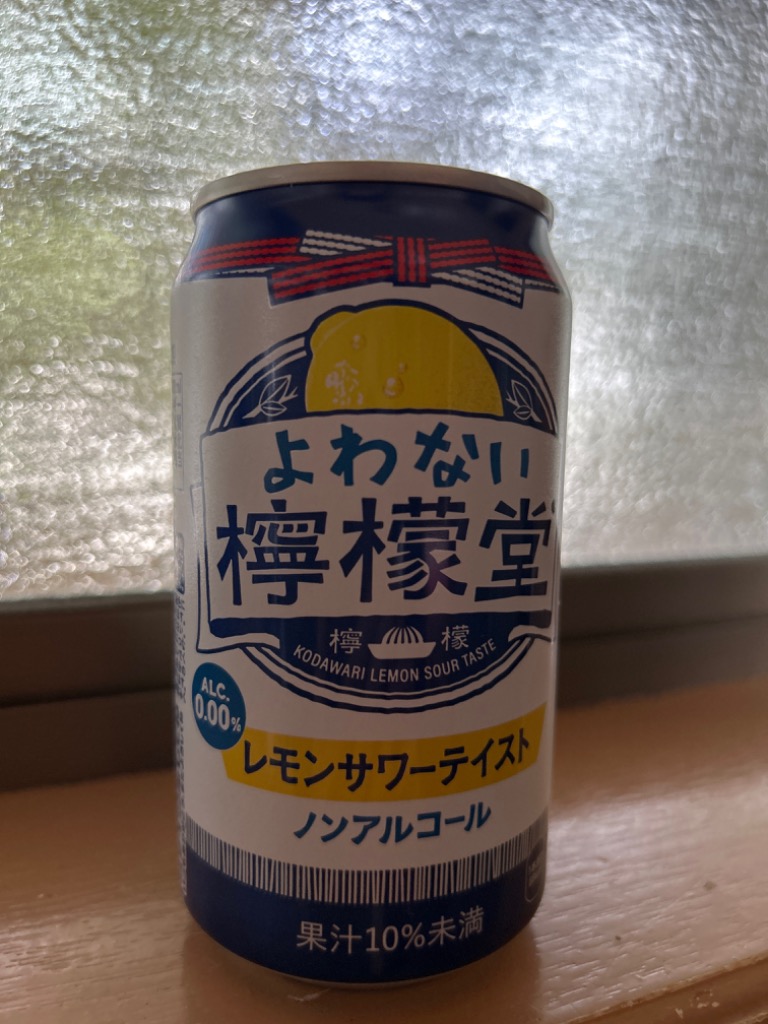 よわない
檸檬堂
檸 檬
KODAWARI LEMON SOUR TASTE
ALC.
0.00%
レモンサワーテイスト
ノンアルコール
果汁10%未満